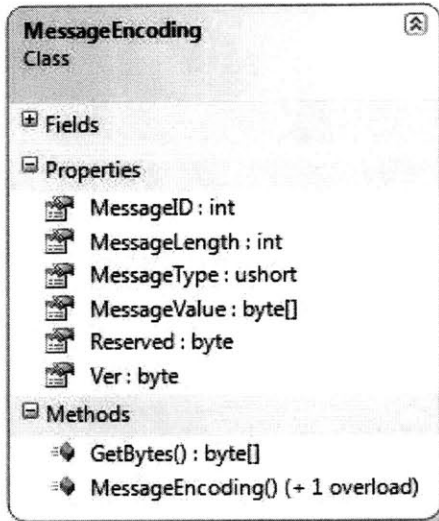 MessageEncoding
Class
Fields
Properties
MessageID : int
MessageLength : int
MessageType : ushort
MessageValue : byte[]
Reserved : byte
Ver : byte
Methods
GetBytes() : byte[]
MessageEncoding() (+ 1 overload)